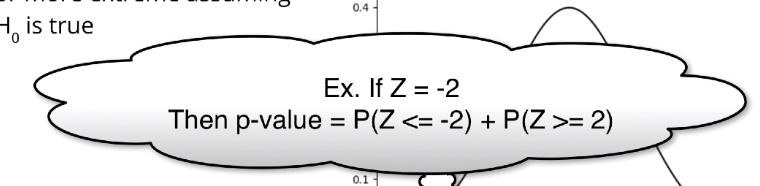 or more extreme assuming
H0 is true
0.4
Ex. If Z = -2
Then p-value = P(Z <= -2) + P(Z >= 2)
0.1